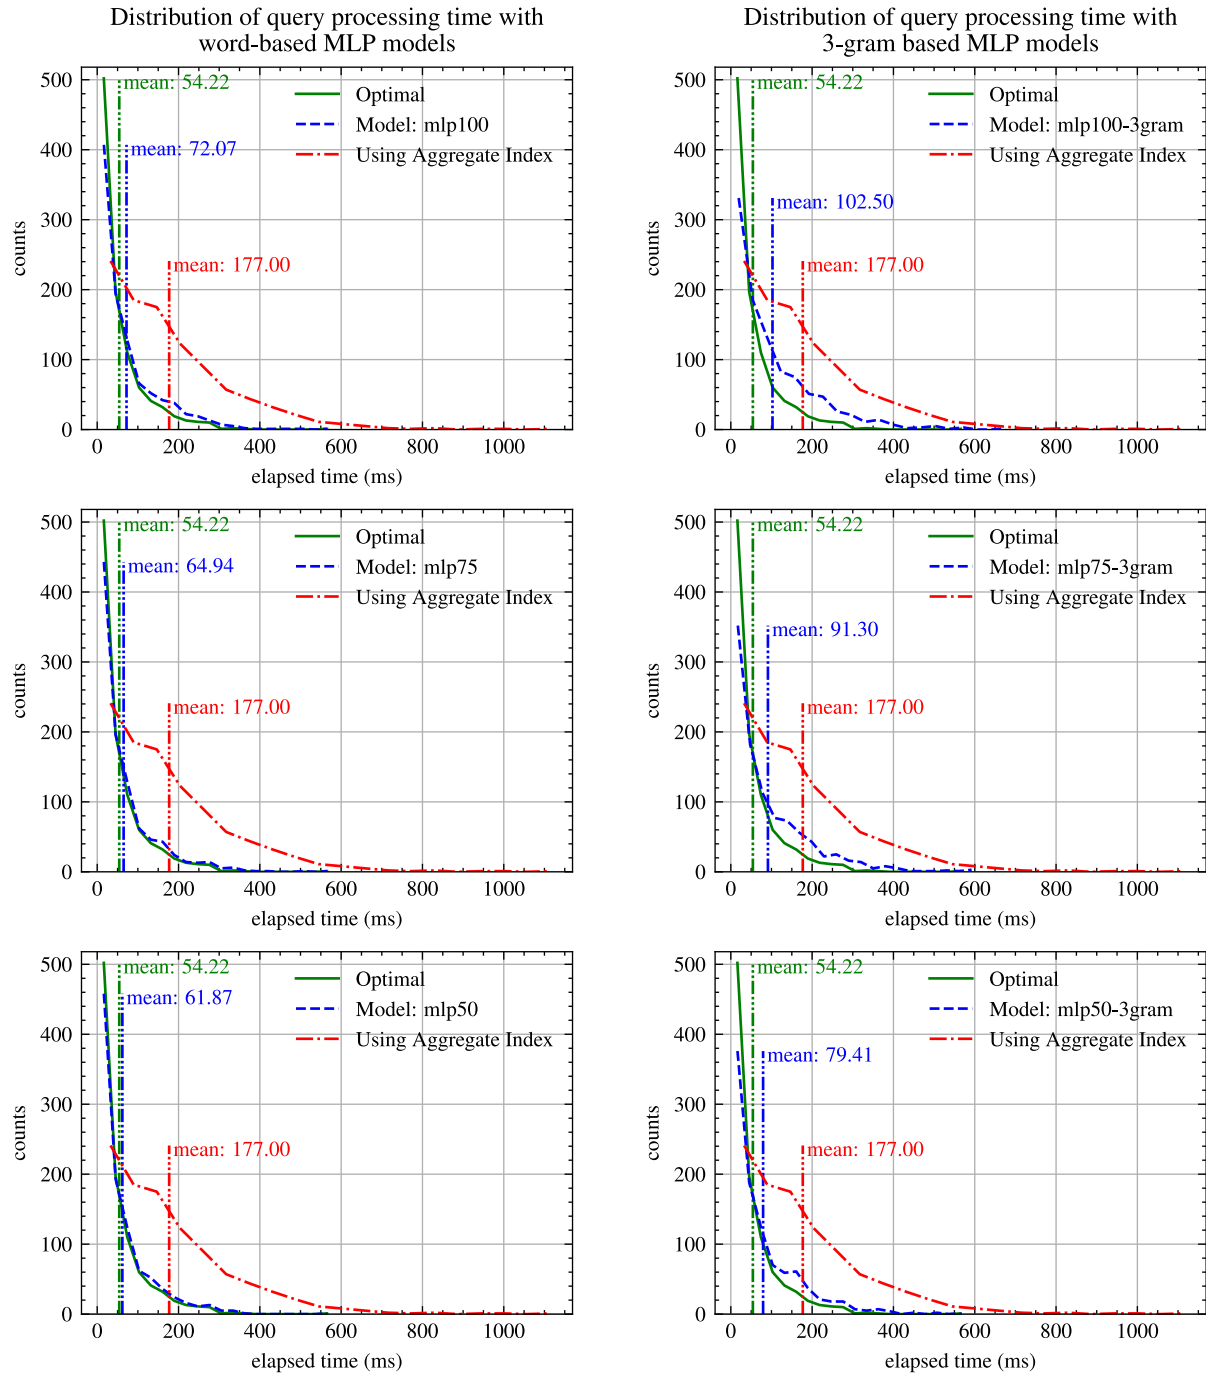 Distribution of query processing time with
word-based MLP models
500
400
300
200
100
0
counts
mean: 54.22
mean: 72.07
mean: 177.00
Optimal
Model: mlp100
Using Aggregate Index
0 200 400 600 800 1000
elapsed time (ms)
Distribution of query processing time with
3-gram based MLP models
500
400
300
200
100
0
counts
mean: 54.22
mean: 102.50
mean: 177.00
Optimal
Model: mlp100-3gram
Using Aggregate Index
0 200 400 600 800 1000
elapsed time (ms)
500
400
300
200
100
0
counts
mean: 54.22
mean: 64.94
mean: 177.00
Optimal
Model: mlp75
Using Aggregate Index
0 200 400 600 800 1000
elapsed time (ms)
500
400
300
200
100
0
counts
mean: 54.22
mean: 91.30
mean: 177.00
Optimal
Model: mlp75-3gram
Using Aggregate Index
0 200 400 600 800 1000
elapsed time (ms)
500
400
300
200
100
0
counts
mean: 54.22
mean: 61.87
mean: 177.00
Optimal
Model: mlp50
Using Aggregate Index
0 200 400 600 800 1000
elapsed time (ms)
500
400
300
200
100
0
counts
mean: 54.22
mean: 79.41
mean: 177.00
Optimal
Model: mlp50-3gram
Using Aggregate Index
0 200 400 600 800 1000
elapsed time (ms)